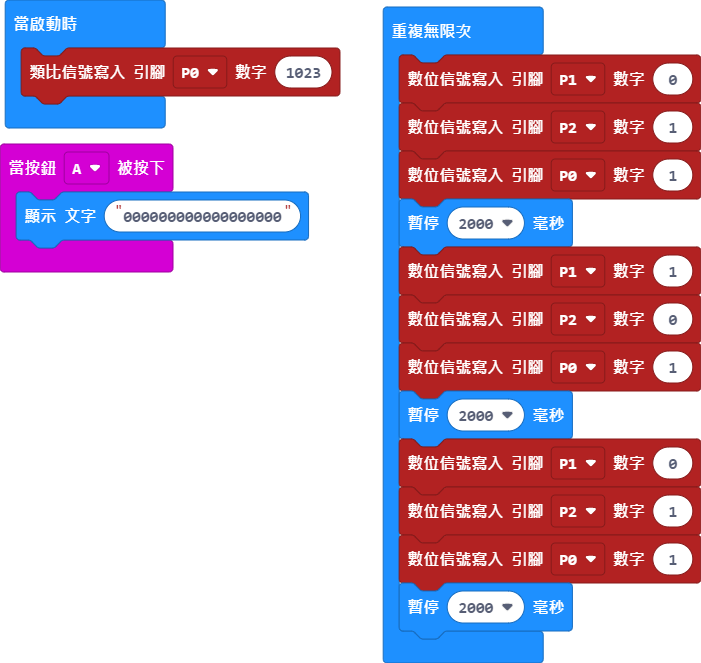 當啟動時
類比信號寫入 引腳 P0 數字 1023
當按鈕 A 被按下
顯示 文字 "000000000000000000"
重複無限次
數位信號寫入 引腳 P1 數字 0
數位信號寫入 引腳 P2 數字 1
數位信號寫入 引腳 P0 數字 1
暫停 2000 毫秒
數位信號寫入 引腳 P1 數字 1
數位信號寫入 引腳 P2 數字 0
數位信號寫入 引腳 P0 數字 1
暫停 2000 毫秒
數位信號寫入 引腳 P1 數字 0
數位信號寫入 引腳 P2 數字 1
數位信號寫入 引腳 P0 數字 1
暫停 2000 毫秒